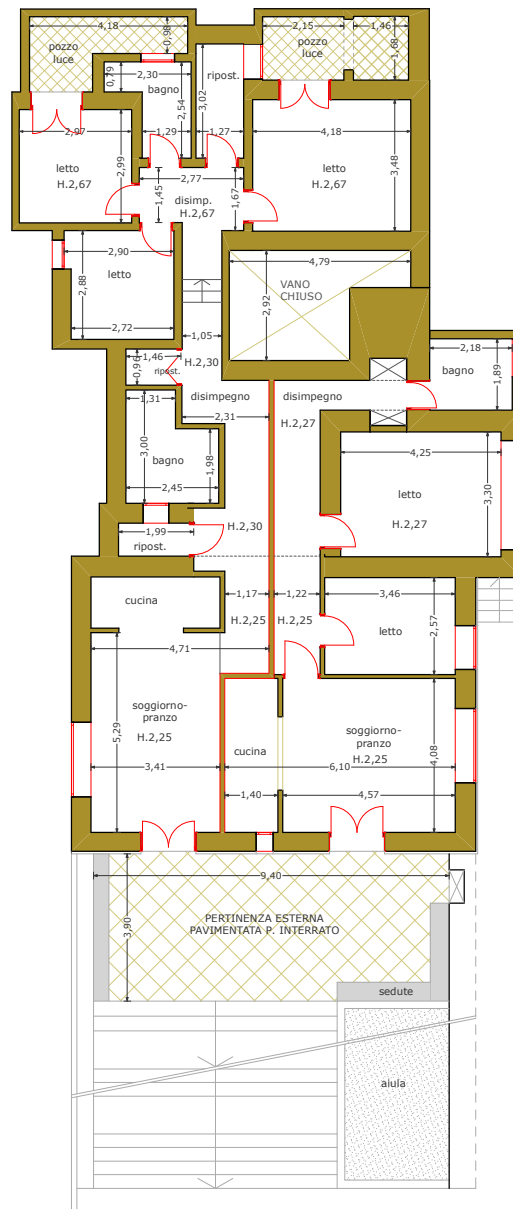 4,18
0,98
2,15
1,46
pozzo
luce
pozzo
luce
1,68
0,79
2,30
bagno
2,54
ripost.
3,02
2,97
1,29
1,27
4,18
2,99
letto
H.2,67
letto
H.2,67
3,48
2,77
1,45
disimp.
H.2,67
1,67
2,90
2,88
letto
2,72
4,79
2,92
VANO
CHIUSO
1,05
H.2,30
1,46
0,96
ripost.
2,18
bagno
1,89
1,31
disimpegno
2,31
disimpegno
H.2,27
3,00
bagno
1,98
2,45
4,25
letto
H.2,27
3,30
1,99
ripost.
H.2,30
cucina
1,17
H.2,25
1,22
H.2,25
3,46
letto
2,57
4,71
5,29
soggiorno-
pranzo
H.2,25
3,41
cucina
1,40
soggiorno-
pranzo
H.2,25
6,10
4,57
4,08
9,40
3,90
PERTINENZA ESTERNA
PAVIMENTATA P. INTERRATO
sedute
aiula